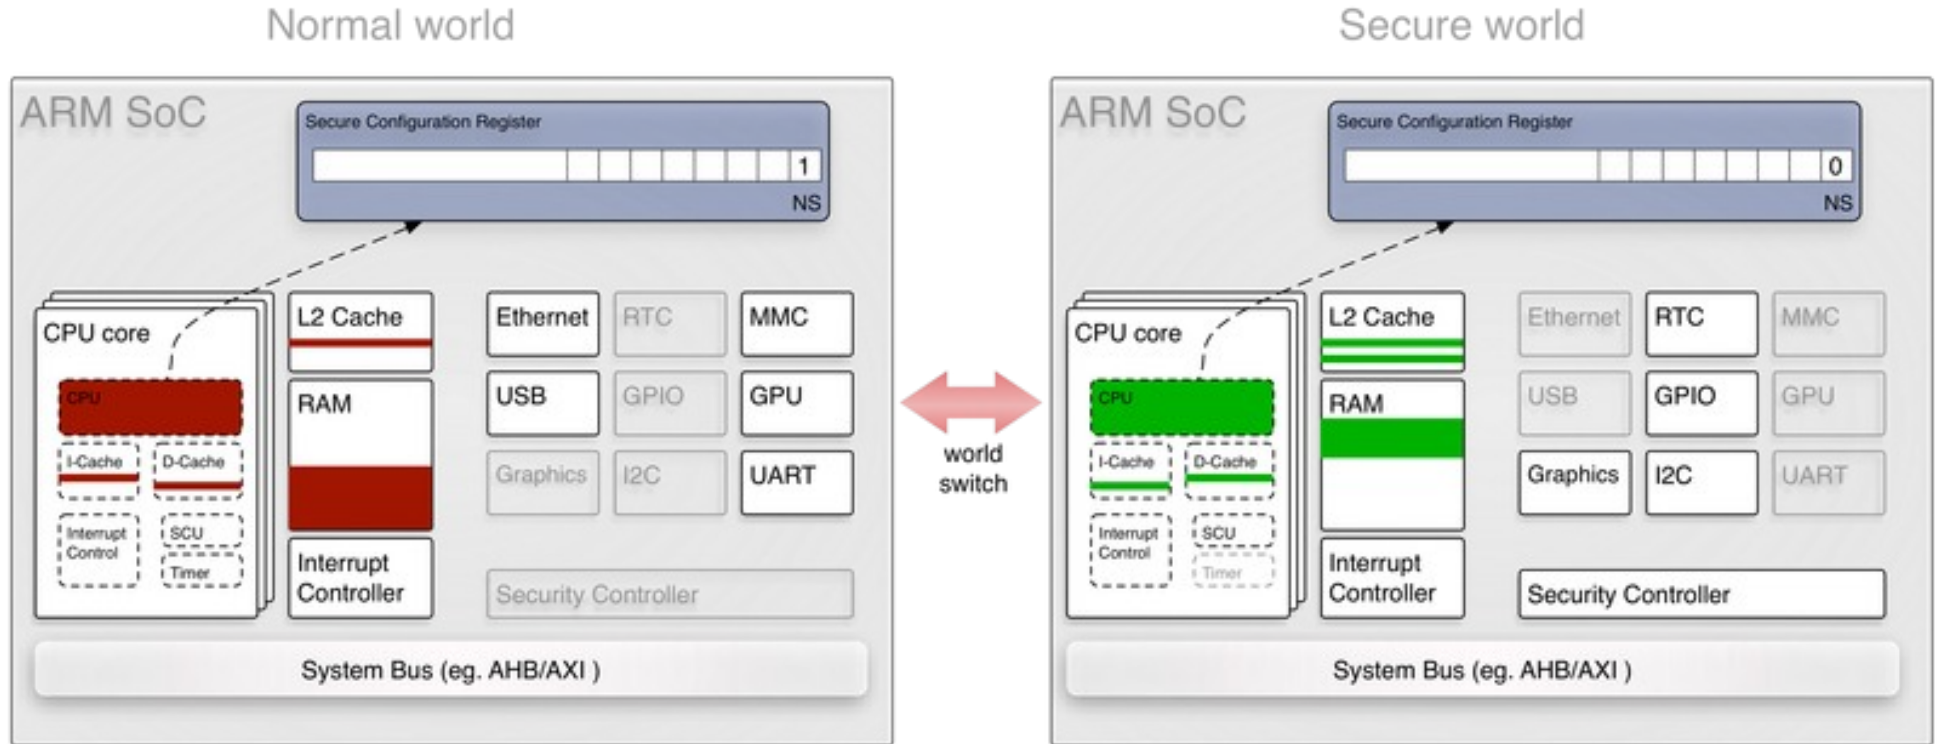 Normal world
ARM SoC
Secure Configuration Register
1
NS
CPU core
CPU
I-Cache
D-Cache
Interrupt
Control
SCU
Timer
L2 Cache
RAM
Interrupt
Controller
Ethernet
RTC
MMC
USB
GPIO
GPU
Graphics
I2C
UART
Security Controller
System Bus (eg. AHB/AXI )
world
switch
Secure world
ARM SoC
Secure Configuration Register
0
NS
CPU core
CPU
I-Cache
D-Cache
Interrupt
Control
SCU
Timer
L2 Cache
RAM
Interrupt
Controller
Ethernet
RTC
MMC
USB
GPIO
GPU
Graphics
I2C
UART
Security Controller
System Bus (eg. AHB/AXI )